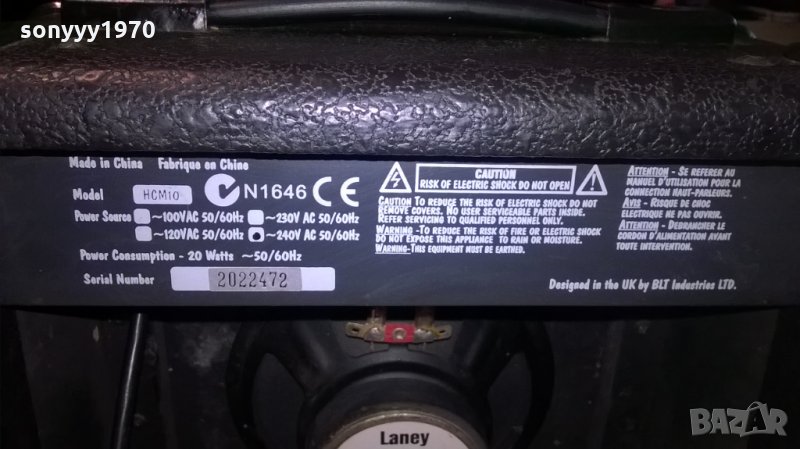 sonyyy1970
Made in China Fabrique en Chine
Model HCM10 N1646 CE
Power Source ~100VAC 50/60Hz ~230V AC 50/60Hz
~120VAC 50/60Hz ~240V AC 50/60Hz
Power Consumption - 20 Watts ~50/60Hz
Serial Number 2022472
CAUTION
RISK OF ELECTRIC SHOCK DO NOT OPEN
CAUTION TO REDUCE THE RISK OF ELECTRIC SHOCK DO NOT
REMOVE COVERS. NO USER SERVICEABLE PARTS INSIDE.
REFER SERVICING TO QUALIFIED PERSONNEL ONLY.
WARNING -TO REDUCE THE RISK OF FIRE OR ELECTRIC SHOCK
DO NOT EXPOSE THIS APPLIANCE TO RAIN OR MOISTURE.
WARNING-THIS EQUIPMENT MUST BE EARTHED.
ATTENTION - SE REFERER AU
MANUEL D'UTILISATION POUR LA
CONNECTION HAUT-PARLEURS.
AVIS - RISQUE DE CHOC
ELECTRIQUE NE PAS OUVRIR.
ATTENTION - DEBRANCHER LE
CORDON D'ALIMENTATION AVANT
TOUTE INTERVENTION.
Designed in the UK by BLT Industries LTD.
Laney
BAZAR